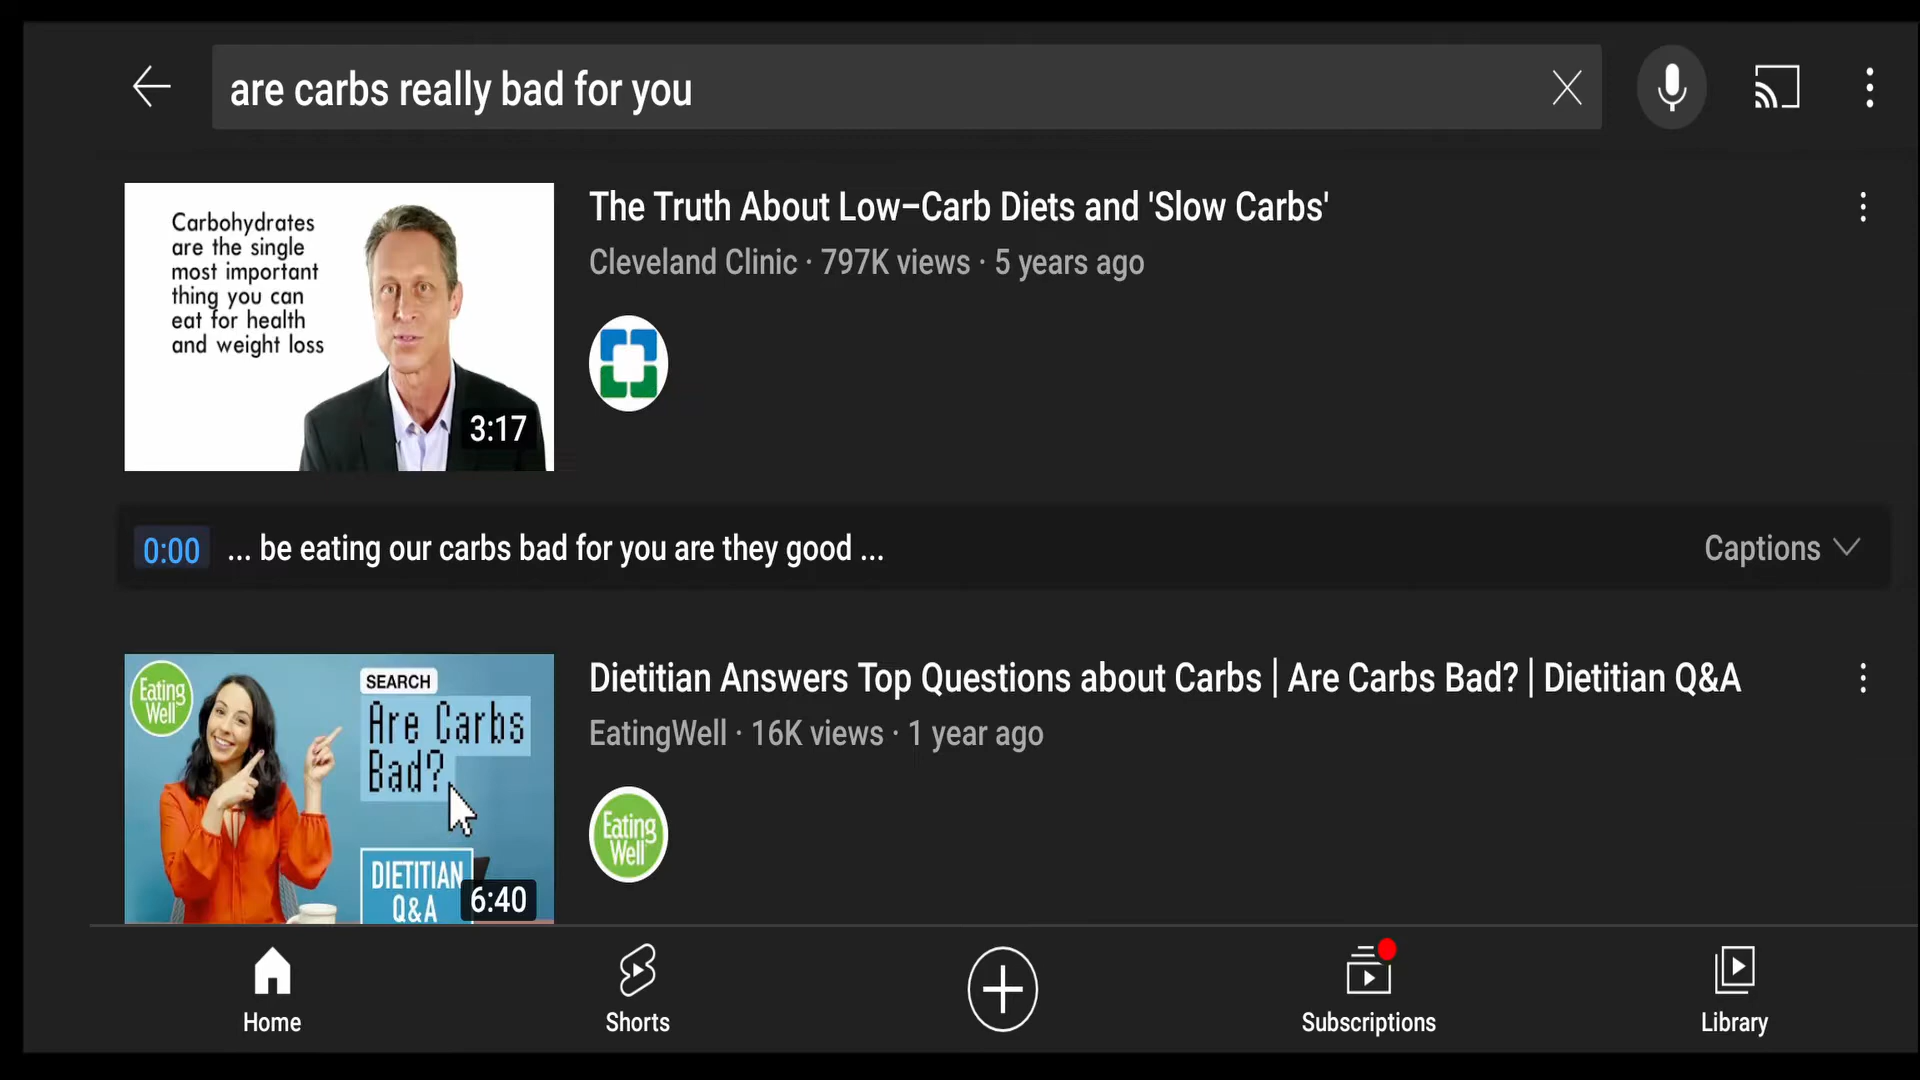 are carbs really bad for you
Carbohydrates
are the single
most important
thing you can
eat for health
and weight loss
3:17
The Truth About Low-Carb Diets and 'Slow Carbs'
Cleveland Clinic · 797K views · 5 years ago
0:00 ... be eating our carbs bad for you are they good ... Captions
Eating
Well
SEARCH
Are Carbs
Bad?
DIETITIAN
Q&A
6:40
Dietitian Answers Top Questions about Carbs | Are Carbs Bad? | Dietitian Q&A
EatingWell · 16K views · 1 year ago
Eating
Well
Home Shorts Subscriptions Library